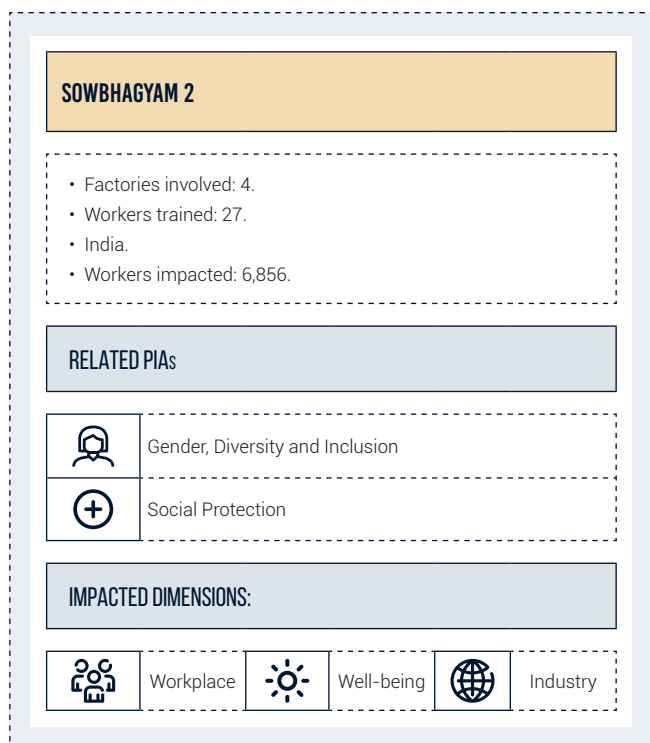 SOWBHAGYAM 2
• Factories involved: 4.
• Workers trained: 27.
• India.
• Workers impacted: 6,856.
RELATED PIAs
Gender, Diversity and Inclusion
Social Protection
IMPACTED DIMENSIONS:
Workplace Well-being Industry